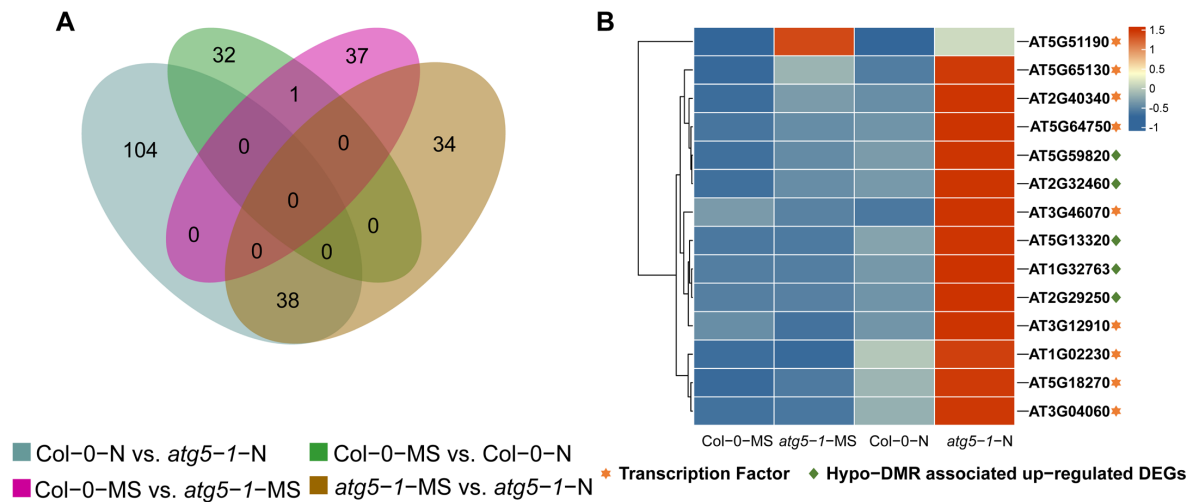 A
B
32
37
1
104
0
0
34
0
0
0
0
0
38
Col−0−N vs. atg5−1−N
Col−0−MS vs. Col−0−N
Col−0−MS vs. atg5−1−MS
atg5−1−MS vs. atg5−1−N
AT5G51190
AT5G65130
AT2G40340
AT5G64750
AT5G59820
AT2G32460
AT3G46070
AT5G13320
AT1G32763
AT2G29250
AT3G12910
AT1G02230
AT5G18270
AT3G04060
1.5
1
0.5
0
-0.5
-1
Col−0−MS atg5−1−MS Col−0−N atg5−1−N
Transcription Factor
Hypo−DMR associated up−regulated DEGs